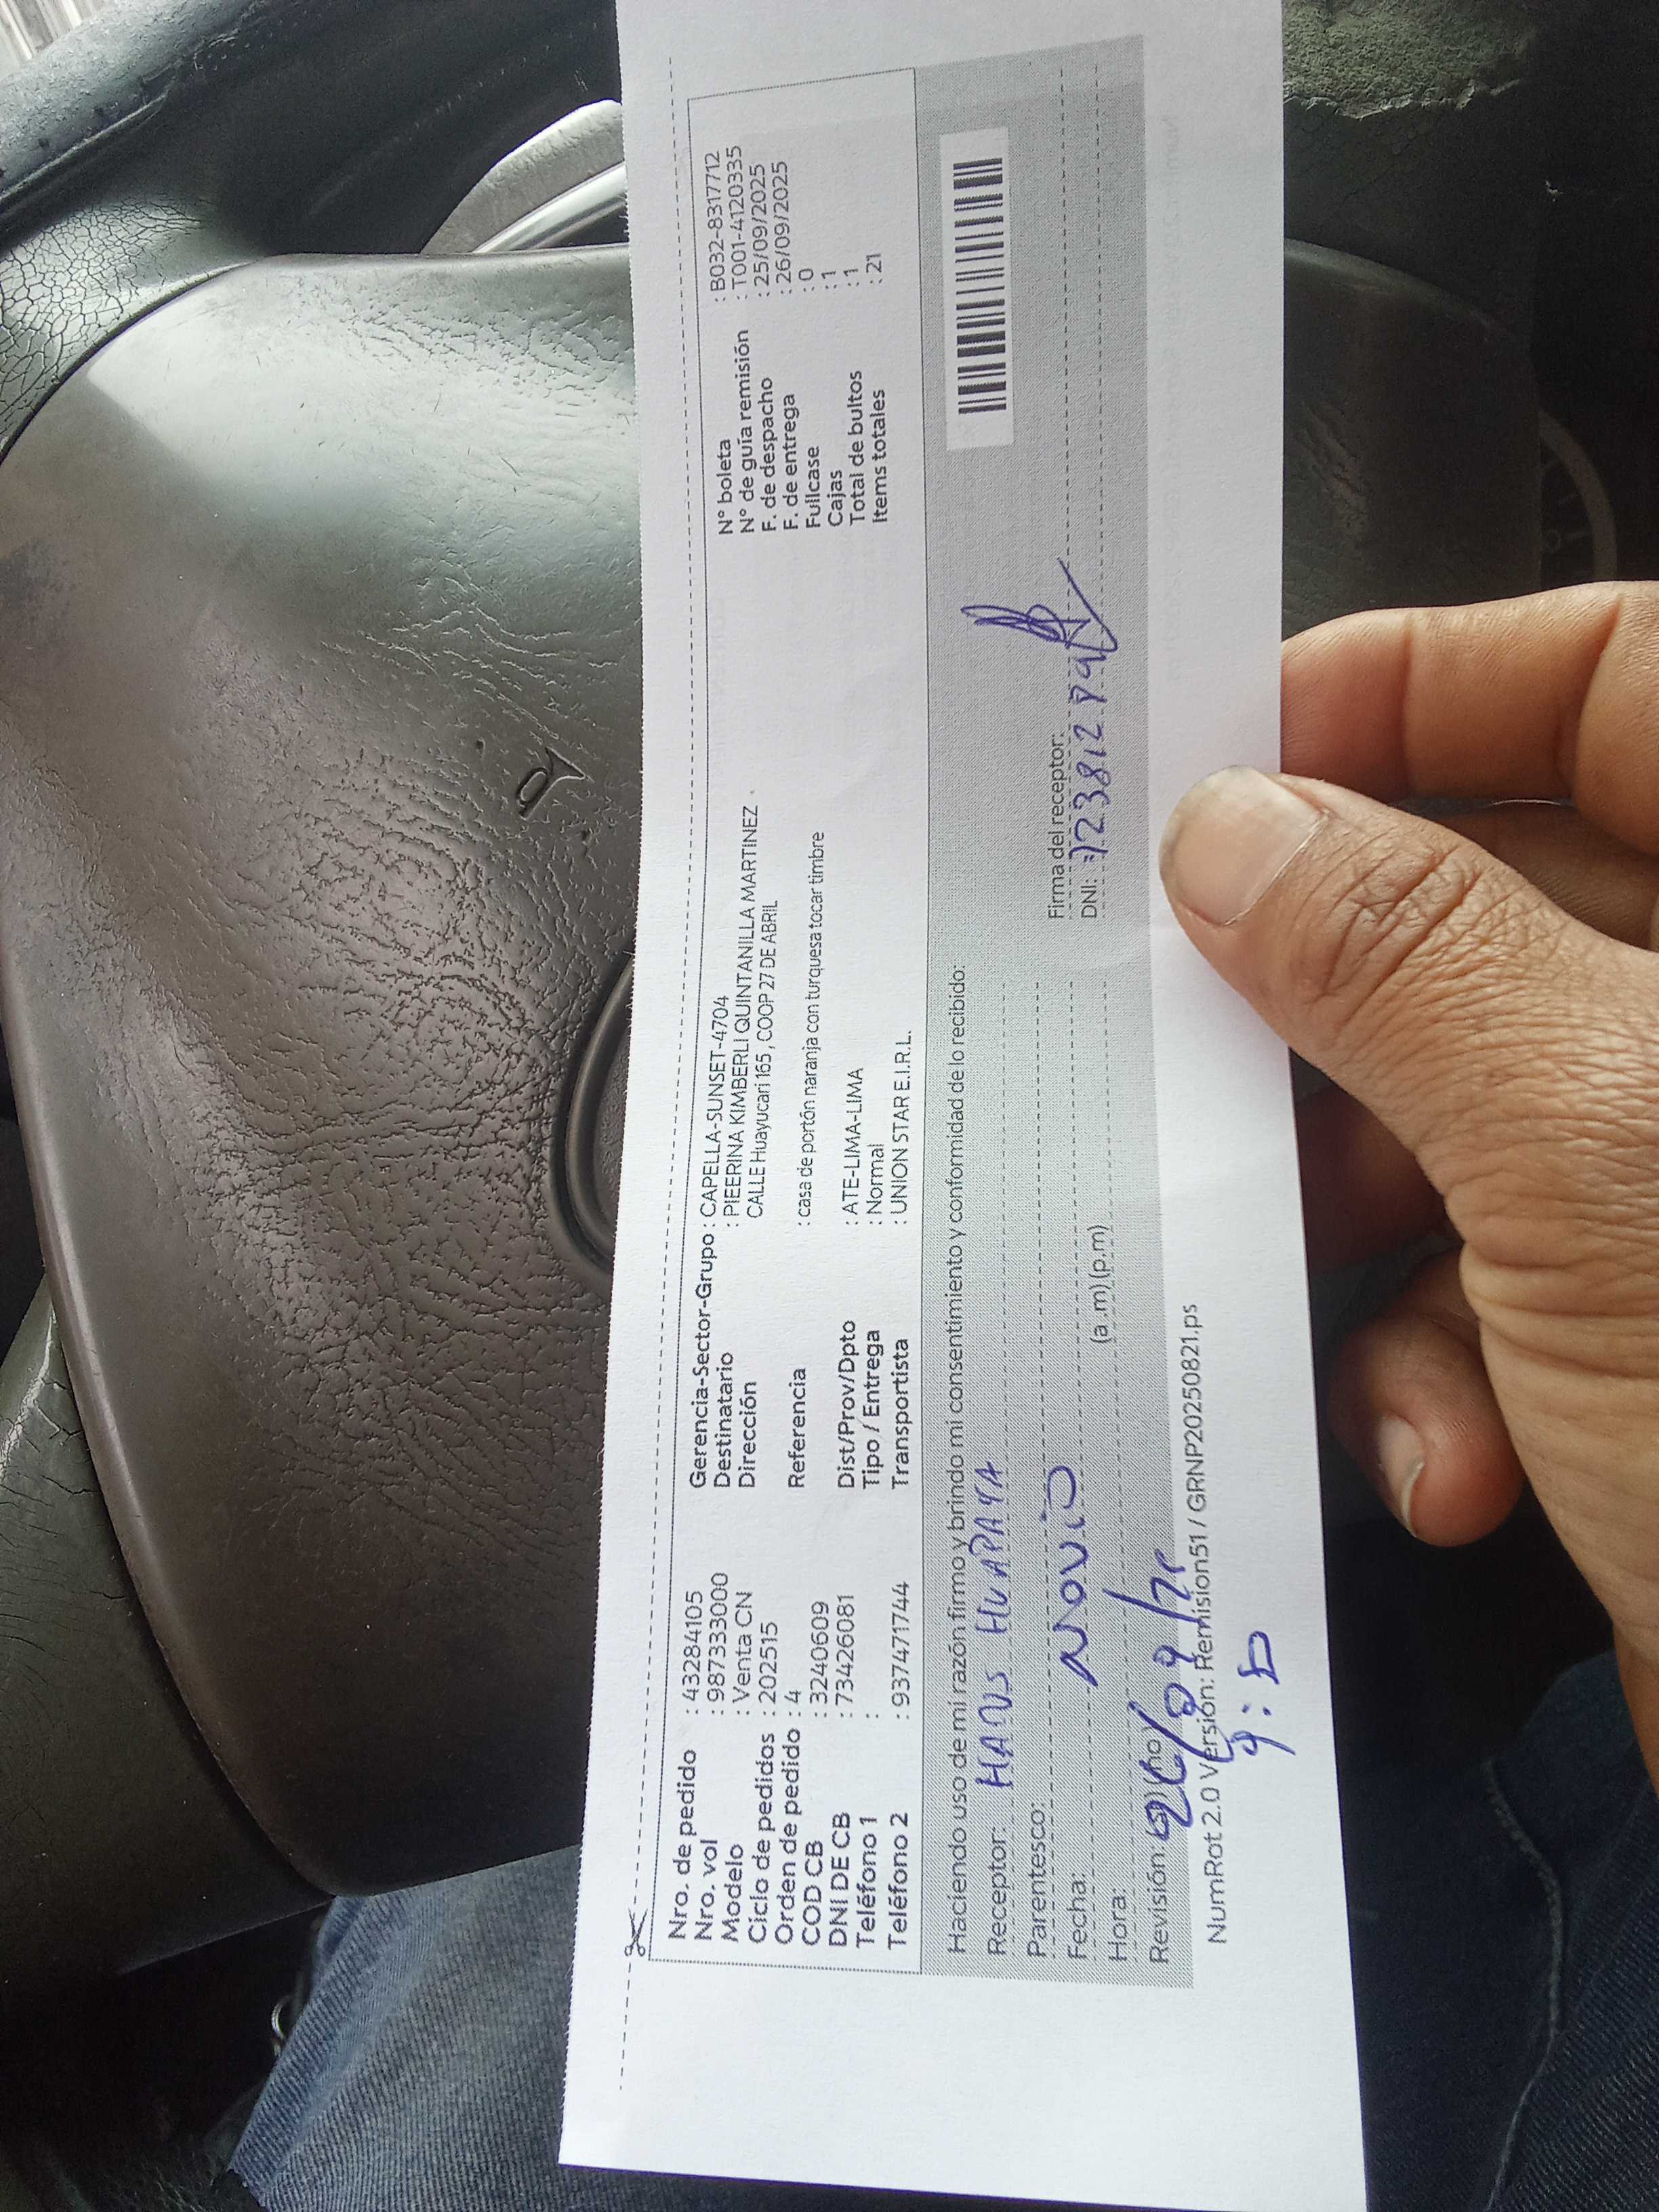 Nro. de pedido : 43284105
Nro. vol : 987333000
Modelo : Venta CN
Ciclo de pedidos : 202515
Orden de pedido : 4
COD CB : 3240609
DNI DE CB : 73426081
Teléfono 1 :
Teléfono 2 : 937471744
Gerencia-Sector-Grupo : CAPELLA-SUNSET-4704
Destinatario : PIEERINA KIMBERLI QUINTANILLA MARTINEZ
Dirección CALLE Huayucari 165 , COOP 27 DE ABRIL
Referencia : casa de portón naranja con turquesa tocar timbre
Dist/Prov/Dpto : ATE-LIMA-LIMA
Tipo / Entrega : Normal
Transportista : UNION STAR E.I.R.L.
N° boleta : B032-8317712
N° de guía remisión : T001-4120335
F. de despacho : 25/09/2025
F. de entrega : 26/09/2025
Fullcase : 0
Cajas : 1
Total de bultos : 1
Items totales : 21
Haciendo uso de mi razón firmo y brindo mi consentimiento y conformidad de lo recibido:
Receptor: HANS HUAPAYA
Parentesco: NOVIO
Fecha:
Hora: (a.m) (p.m)
Revisión:
Firma del receptor:
DNI:
NumRot 2.0 Versión: Remision51 / GRNP20250821.ps